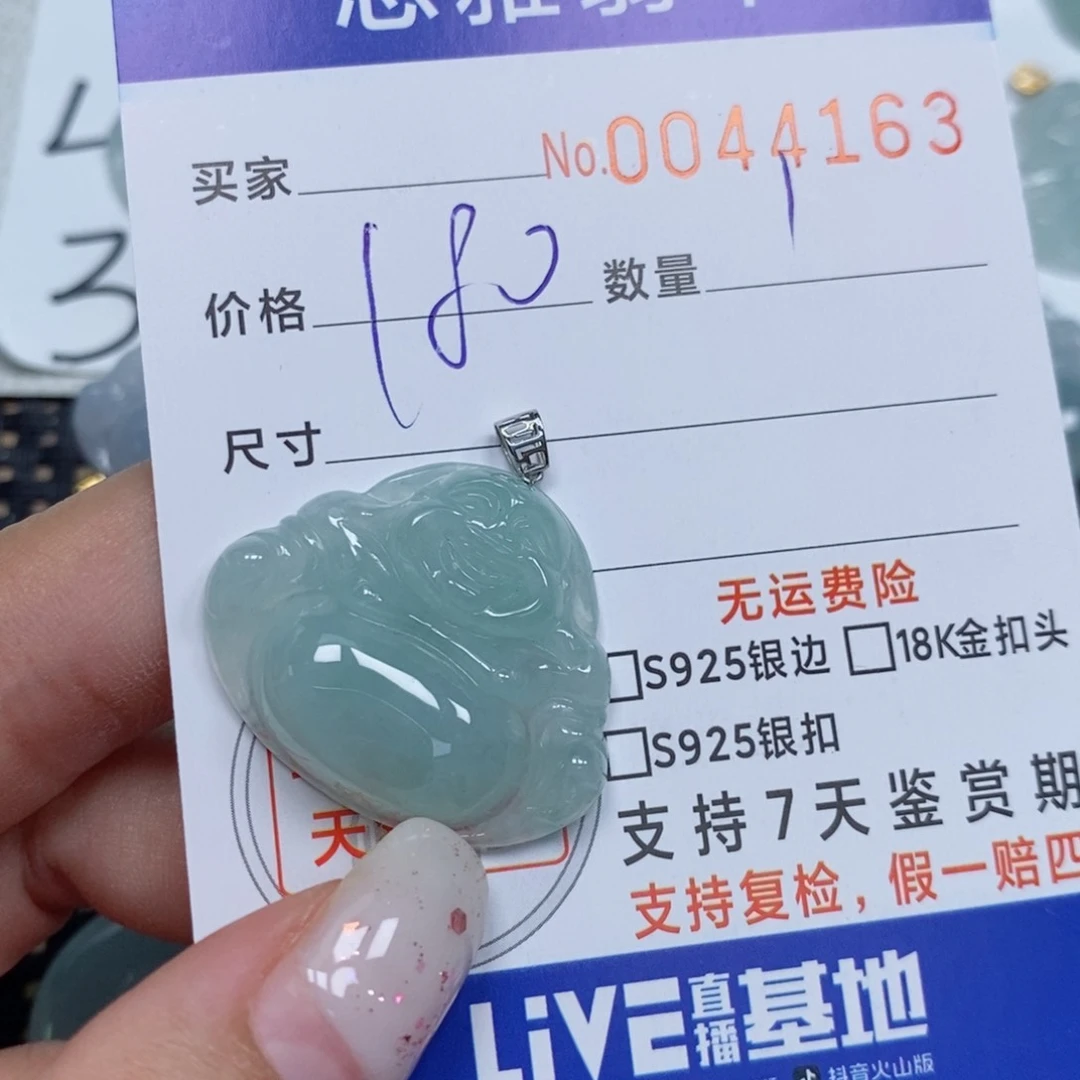 买家 No.0044163
价格 180 数量 1
尺寸
无运费险
□S925银边 □18K金扣头
□S925银扣
支持7天鉴赏期
支持复检，假一赔四
天
LiVE直播基地
抖音火山版
4
3